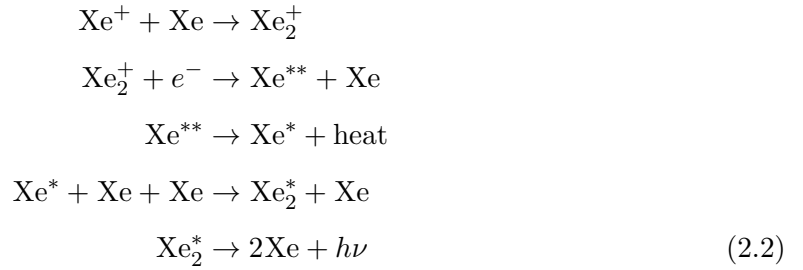 Xe⁺ + Xe → Xe₂⁺
Xe₂⁺ + e⁻ → Xe** + Xe
Xe** → Xe* + heat
Xe* + Xe + Xe → Xe₂* + Xe
Xe₂* → 2Xe + hν (2.2)